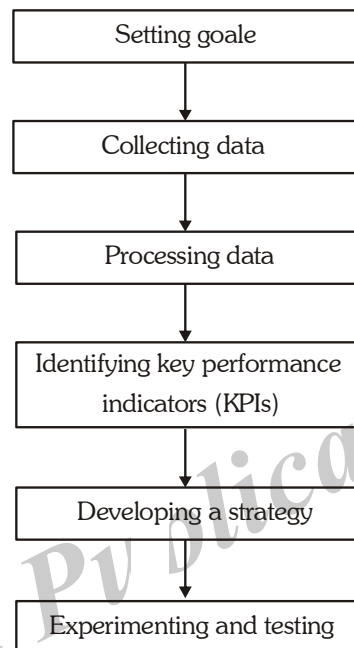 Setting goale
Collecting data
Processing data
Identifying key performance
indicators (KPIs)
Developing a strategy
Experimenting and testing